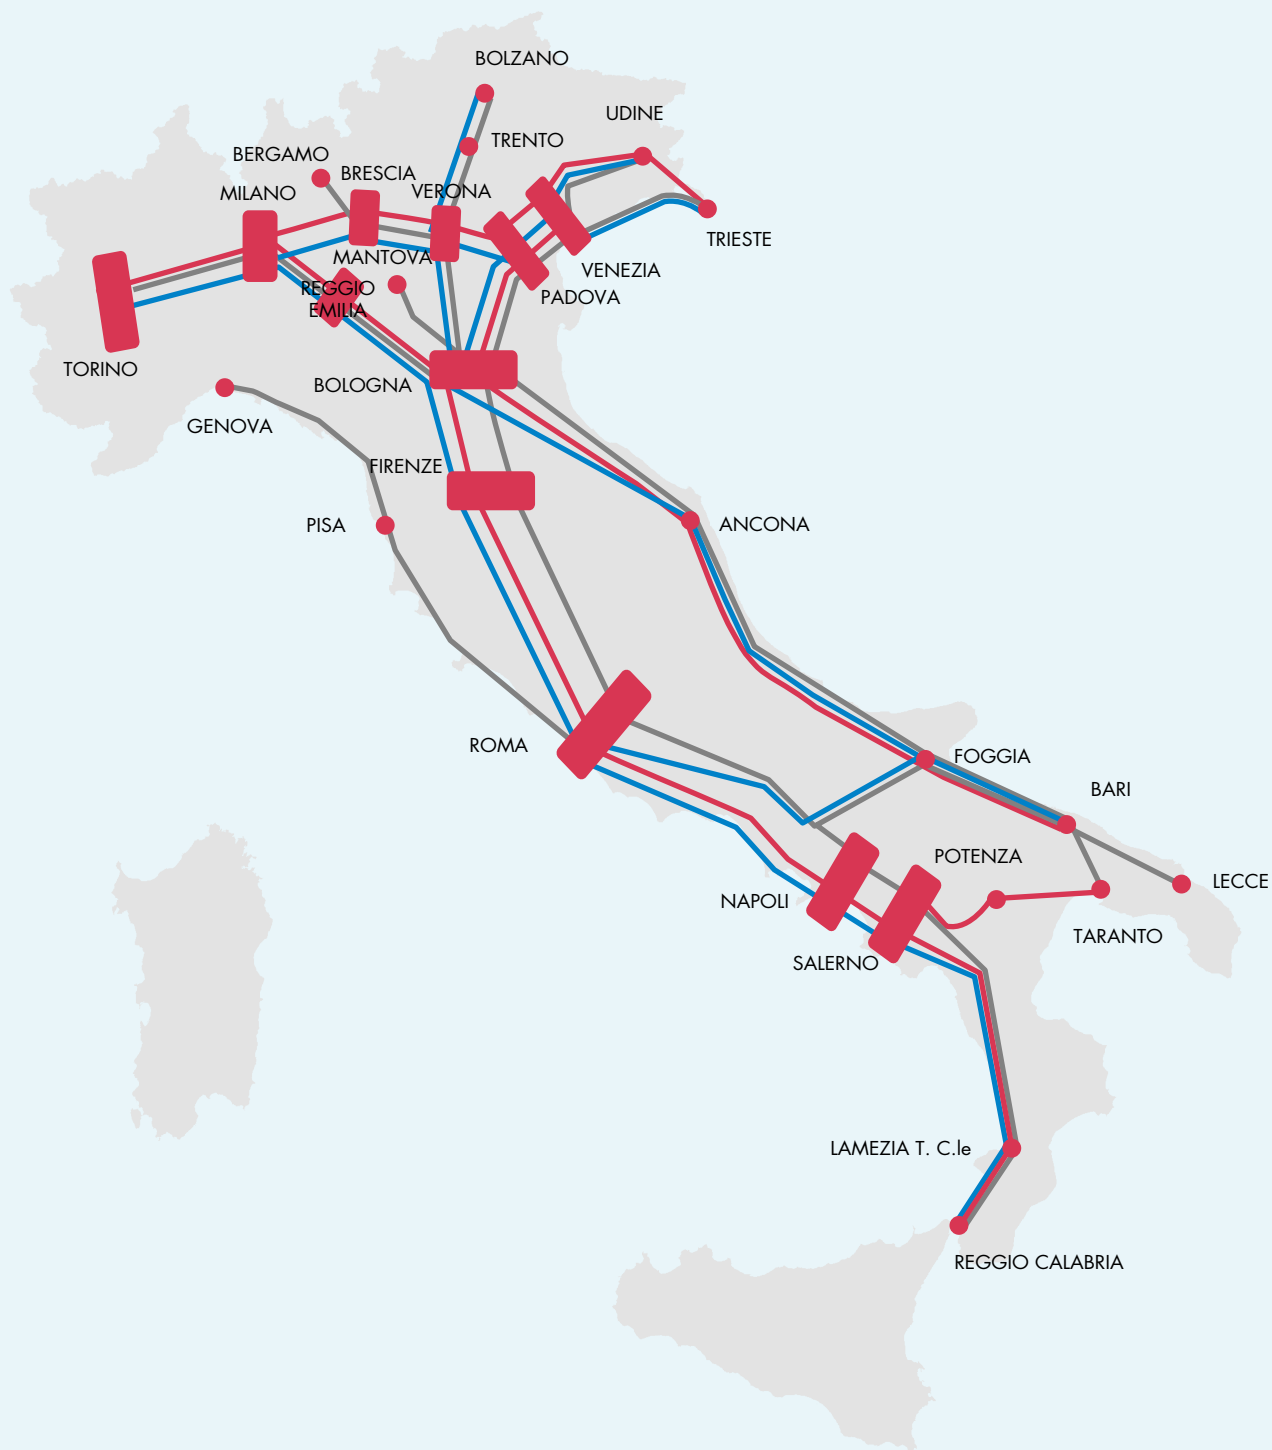 BOLZANO
UDINE
TRENTO
BERGAMO
BRESCIA
VERONA
MILANO
TRIESTE
MANTOVA
VENEZIA
REGGIO
EMILIA
PADOVA
TORINO
BOLOGNA
GENOVA
FIRENZE
PISA
ANCONA
ROMA
FOGGIA
BARI
POTENZA
LECCE
NAPOLI
TARANTO
SALERNO
LAMEZIA T. C.le
REGGIO CALABRIA